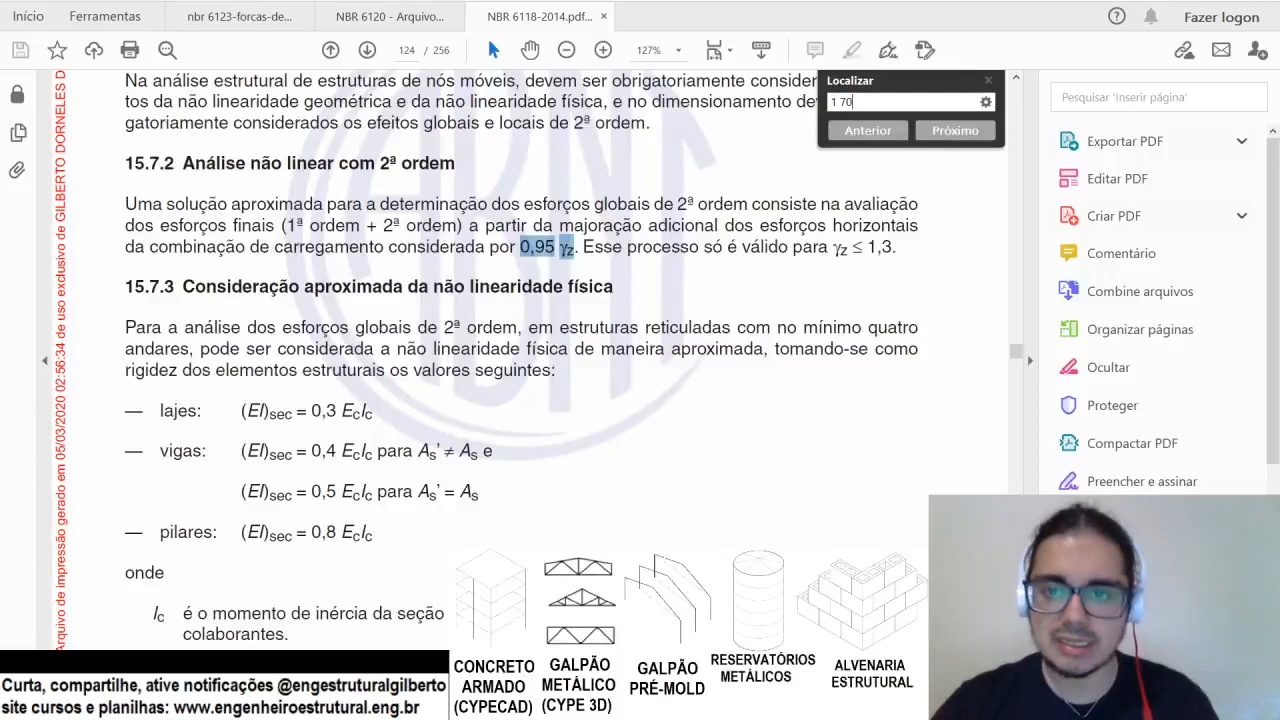 Início
Ferramentas
nbr 6123-forcas-de...
NBR 6120 - Arquivo...
NBR 6118-2014.pdf...
×
Fazer logon
124 / 256
127%
Na análise estrutural de estruturas de nós móveis, devem ser obrigatoriamente consider
tos da não linearidade geométrica e da não linearidade física, e no dimensionamento de
gatoriamente considerados os efeitos globais e locais de 2ª ordem.
Localizar
1 70
Anterior
Próximo
15.7.2 Análise não linear com 2ª ordem
Uma solução aproximada para a determinação dos esforços globais de 2ª ordem consiste na avaliação
dos esforços finais (1ª ordem + 2ª ordem) a partir da majoração adicional dos esforços horizontais
da combinação de carregamento considerada por 0,95 γz. Esse processo só é válido para γz ≤ 1,3.
15.7.3 Consideração aproximada da não linearidade física
Para a análise dos esforços globais de 2ª ordem, em estruturas reticuladas com no mínimo quatro
andares, pode ser considerada a não linearidade física de maneira aproximada, tomando-se como
rigidez dos elementos estruturais os valores seguintes:
— lajes: (EI)sec = 0,3 EcIc
— vigas: (EI)sec = 0,4 EcIc para As’ ≠ As e
(EI)sec = 0,5 EcIc para As’ = As
— pilares: (EI)sec = 0,8 EcIc
onde
Ic é o momento de inércia da seção
colaborantes.
Arquivo de impressão gerado em 05/03/2020 02:56:34 de uso exclusivo de GILBERTO DORNELES D
Pesquisar 'Inserir página'
Exportar PDF
Editar PDF
Criar PDF
Comentário
Combine arquivos
Organizar páginas
Ocultar
Proteger
Compactar PDF
Preencher e assinar
CONCRETO
ARMADO
(CYPECAD)
GALPÃO
METÁLICO
(CYPE 3D)
GALPÃO
PRÉ-MOLD
RESERVATÓRIOS
METÁLICOS
ALVENARIA
ESTRUTURAL
Curta, compartilhe, ative notificações @engestruturalgilberto
site cursos e planilhas: www.engenheiroestrutural.eng.br